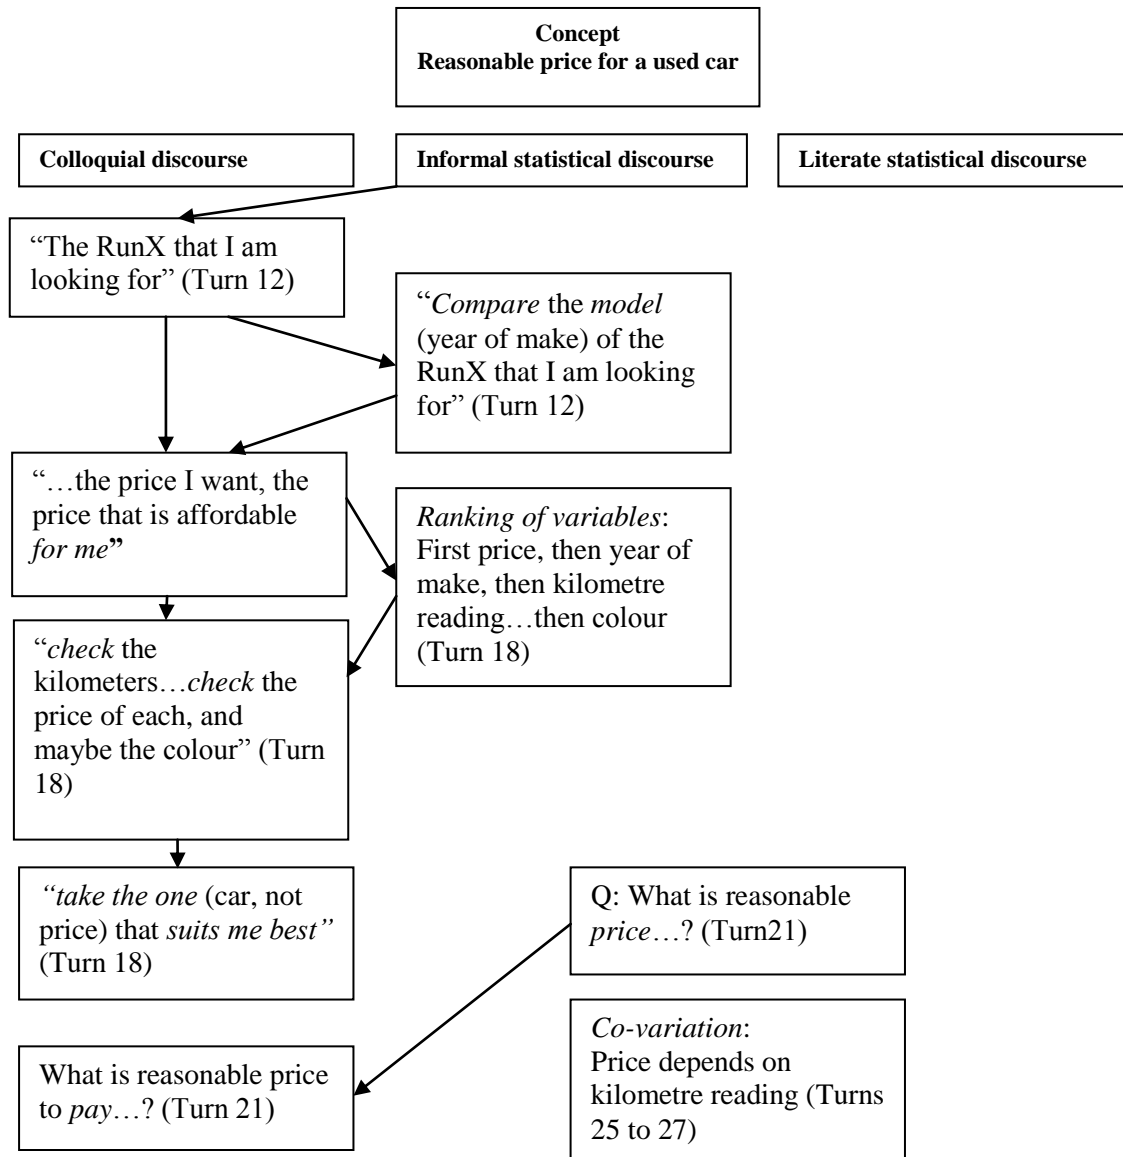 Concept
Reasonable price for a used car
Colloquial discourse
Informal statistical discourse
Literate statistical discourse
“The RunX that I am
looking for” (Turn 12)
“Compare the model
(year of make) of the
RunX that I am looking
for” (Turn 12)
“…the price I want, the
price that is affordable
for me”
Ranking of variables:
First price, then year of
make, then kilometre
reading…then colour
(Turn 18)
“check the
kilometers…check the
price of each, and
maybe the colour” (Turn
18)
“take the one (car, not
price) that suits me best”
(Turn 18)
Q: What is reasonable
price…? (Turn21)
What is reasonable price
to pay…? (Turn 21)
Co-variation:
Price depends on
kilometre reading (Turns
25 to 27)